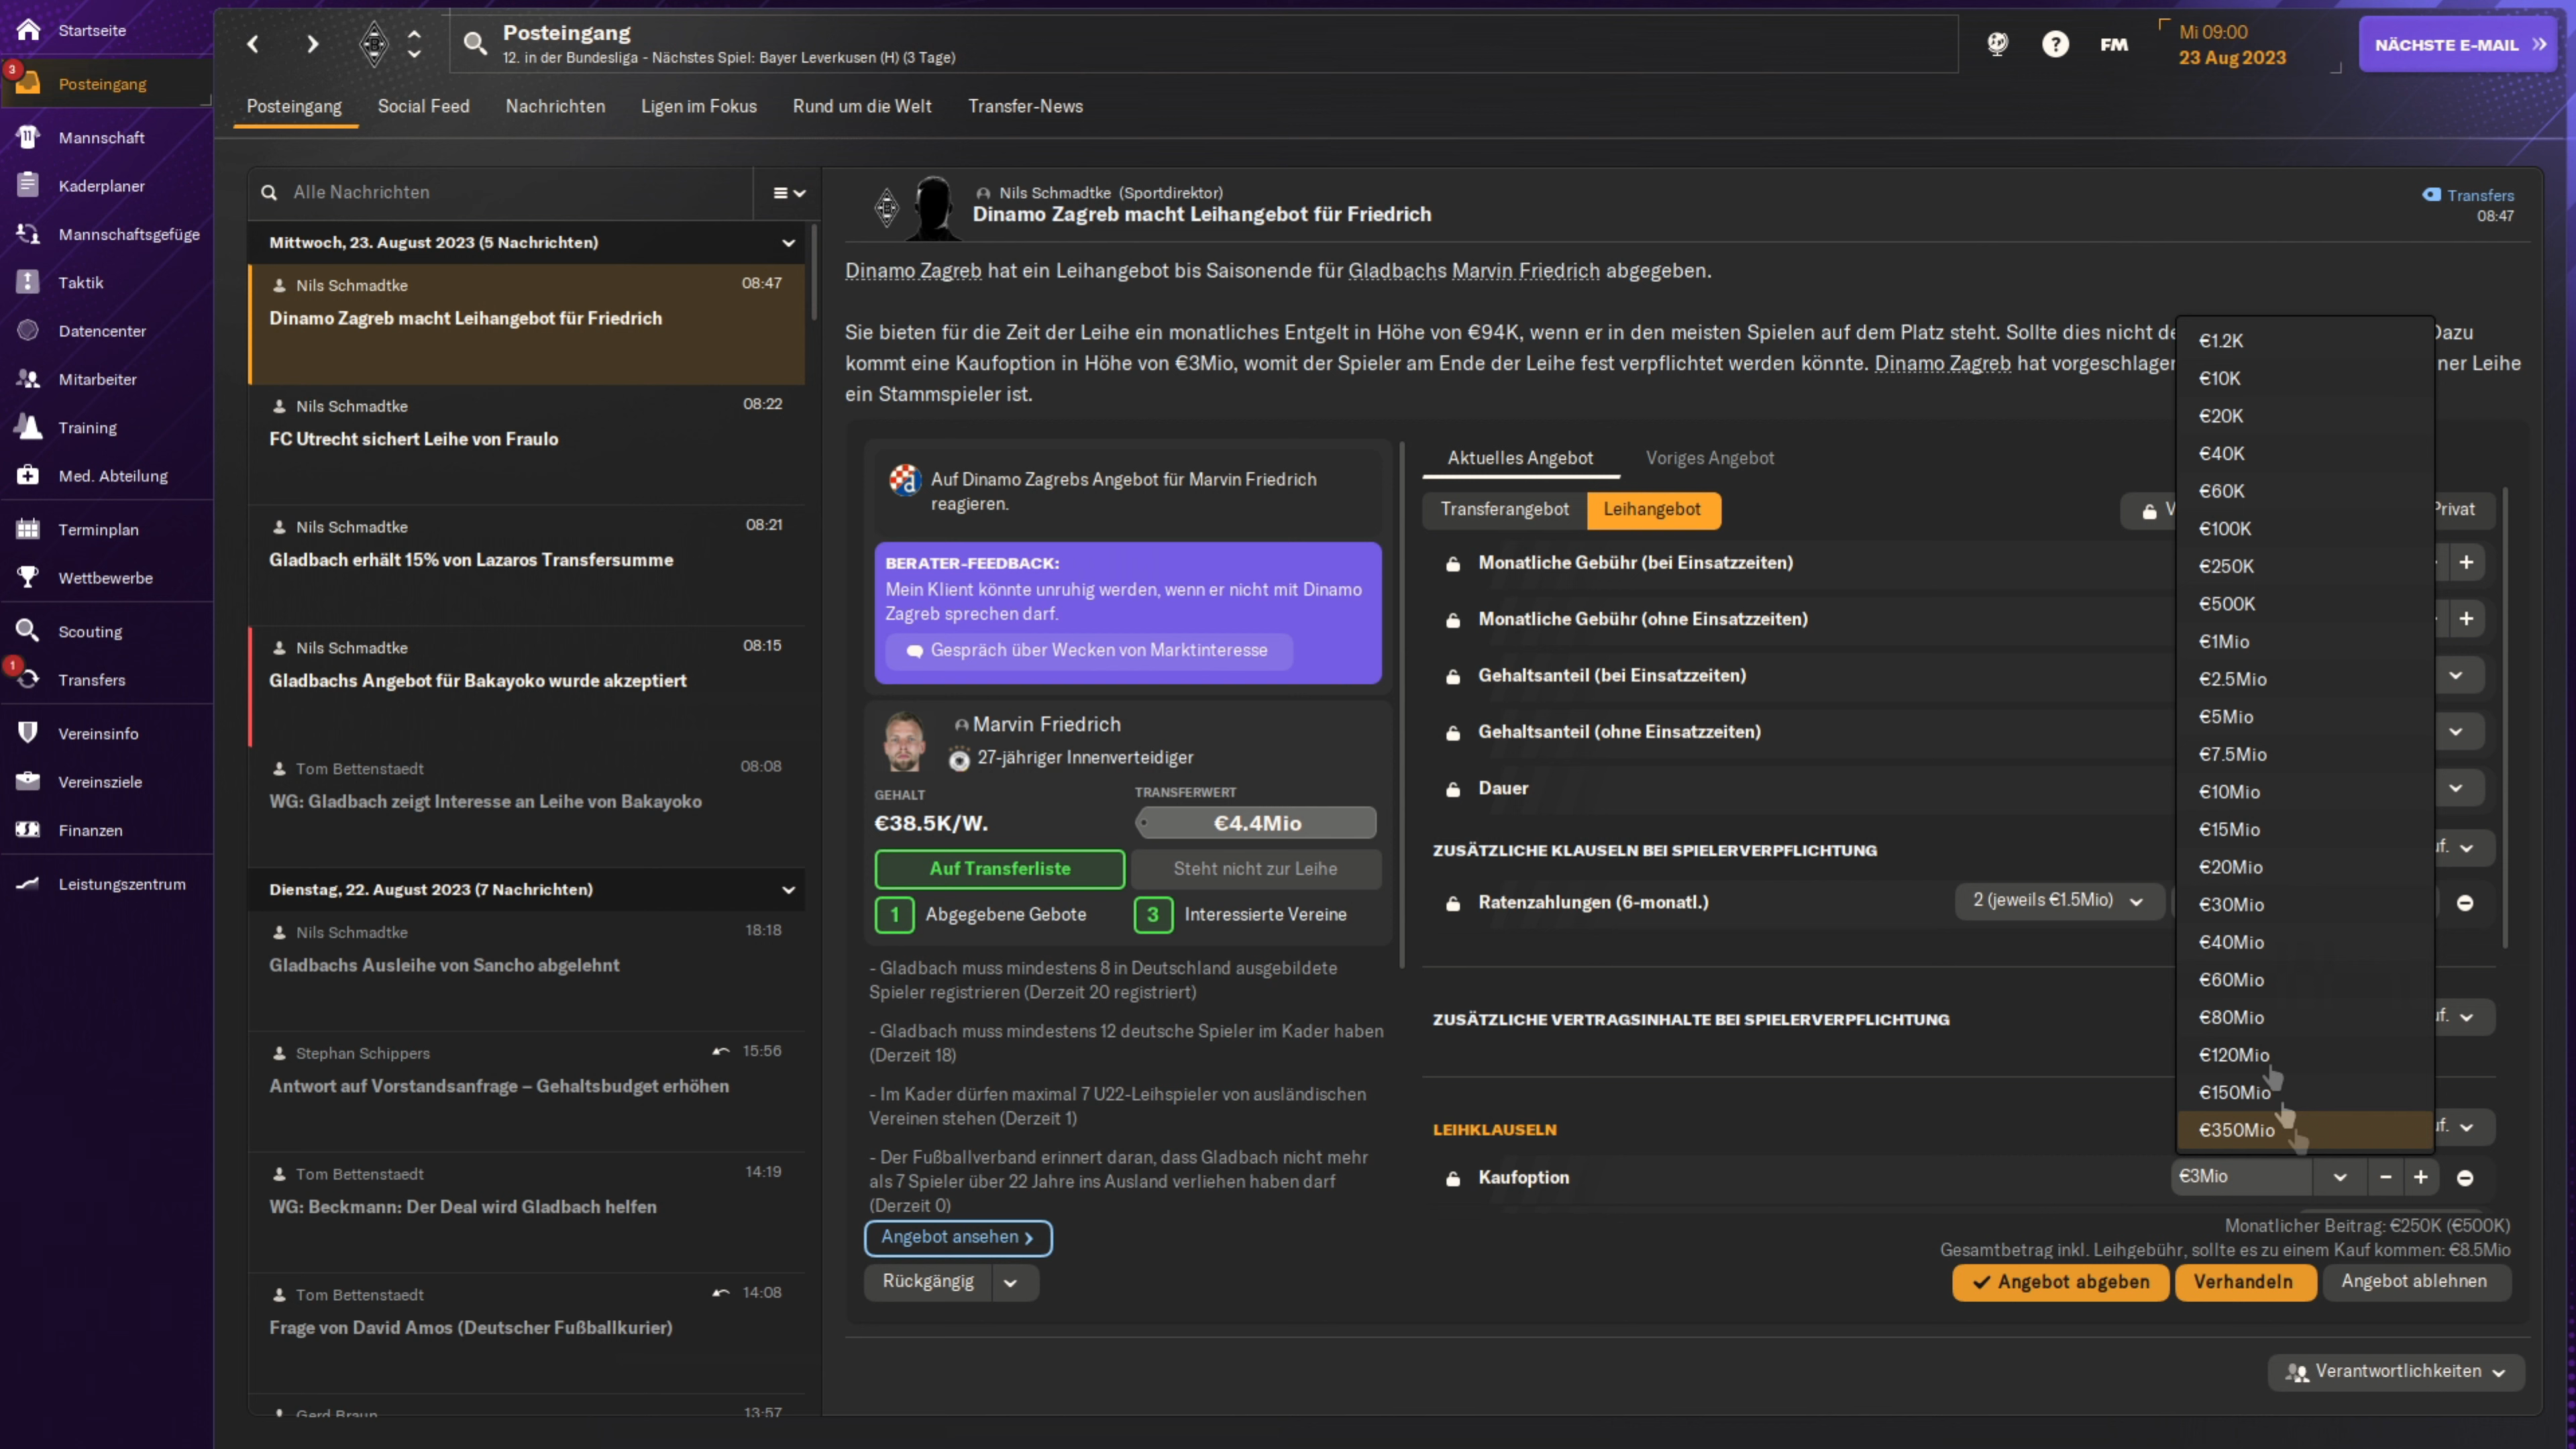 Startseite
3
Posteingang
Mannschaft
Kaderplaner
Mannschaftsgefüge
Taktik
Datencenter
Mitarbeiter
Training
Med. Abteilung
Terminplan
Wettbewerbe
Scouting
1
Transfers
Vereinsinfo
Vereinsziele
Finanzen
Leistungszentrum
Posteingang
12. in der Bundesliga - Nächstes Spiel: Bayer Leverkusen (H) (3 Tage)
FM
Mi 09:00
23 Aug 2023
NÄCHSTE E-MAIL
Posteingang Social Feed Nachrichten Ligen im Fokus Rund um die Welt Transfer-News
Alle Nachrichten
Mittwoch, 23. August 2023 (5 Nachrichten)
Nils Schmadtke 08:47
Dinamo Zagreb macht Leihangebot für Friedrich
Nils Schmadtke 08:22
FC Utrecht sichert Leihe von Fraulo
Nils Schmadtke 08:21
Gladbach erhält 15% von Lazaros Transfersumme
Nils Schmadtke 08:15
Gladbachs Angebot für Bakayoko wurde akzeptiert
Tom Bettenstaedt 08:08
WG: Gladbach zeigt Interesse an Leihe von Bakayoko
Dienstag, 22. August 2023 (7 Nachrichten)
Nils Schmadtke 18:18
Gladbachs Ausleihe von Sancho abgelehnt
Stephan Schippers 15:56
Antwort auf Vorstandsanfrage – Gehaltsbudget erhöhen
Tom Bettenstaedt 14:19
WG: Beckmann: Der Deal wird Gladbach helfen
Tom Bettenstaedt 14:08
Frage von David Amos (Deutscher Fußballkurier)
Gerd Braun 13:57
Nils Schmadtke (Sportdirektor)
Dinamo Zagreb macht Leihangebot für Friedrich
Transfers
08:47
Dinamo Zagreb hat ein Leihangebot bis Saisonende für Gladbachs Marvin Friedrich abgegeben.
Sie bieten für die Zeit der Leihe ein monatliches Entgelt in Höhe von €94K, wenn er in den meisten Spielen auf dem Platz steht. Sollte dies nicht de Dazu
kommt eine Kaufoption in Höhe von €3Mio, womit der Spieler am Ende der Leihe fest verpflichtet werden könnte. Dinamo Zagreb hat vorgeschlagen ner Leihe
ein Stammspieler ist.
Auf Dinamo Zagrebs Angebot für Marvin Friedrich
reagieren.
BERATER-FEEDBACK:
Mein Klient könnte unruhig werden, wenn er nicht mit Dinamo
Zagreb sprechen darf.
Gespräch über Wecken von Marktinteresse
Marvin Friedrich
27-jähriger Innenverteidiger
GEHALT TRANSFERWERT
€38.5K/W. €4.4Mio
Auf Transferliste Steht nicht zur Leihe
1 Abgegebene Gebote 3 Interessierte Vereine
- Gladbach muss mindestens 8 in Deutschland ausgebildete
Spieler registrieren (Derzeit 20 registriert)
- Gladbach muss mindestens 12 deutsche Spieler im Kader haben
(Derzeit 18)
- Im Kader dürfen maximal 7 U22-Leihspieler von ausländischen
Vereinen stehen (Derzeit 1)
- Der Fußballverband erinnert daran, dass Gladbach nicht mehr
als 7 Spieler über 22 Jahre ins Ausland verliehen haben darf
(Derzeit 0)
Angebot ansehen
Rückgängig
Aktuelles Angebot Voriges Angebot
Transferangebot Leihangebot V Privat
Monatliche Gebühr (bei Einsatzzeiten)
Monatliche Gebühr (ohne Einsatzzeiten)
Gehaltsanteil (bei Einsatzzeiten)
Gehaltsanteil (ohne Einsatzzeiten)
Dauer
ZUSÄTZLICHE KLAUSELN BEI SPIELERVERPFLICHTUNG uf.
Ratenzahlungen (6-monatl.) 2 (jeweils €1.5Mio)
ZUSÄTZLICHE VERTRAGSINHALTE BEI SPIELERVERPFLICHTUNG uf.
LEIHKLAUSELN uf.
Kaufoption €3Mio
€1.2K
€10K
€20K
€40K
€60K
€100K
€250K
€500K
€1Mio
€2.5Mio
€5Mio
€7.5Mio
€10Mio
€15Mio
€20Mio
€30Mio
€40Mio
€60Mio
€80Mio
€120Mio
€150Mio
€350Mio
Monatlicher Beitrag: €250K (€500K)
Gesamtbetrag inkl. Leihgebühr, sollte es zu einem Kauf kommen: €8.5Mio
Angebot abgeben Verhandeln Angebot ablehnen
Verantwortlichkeiten